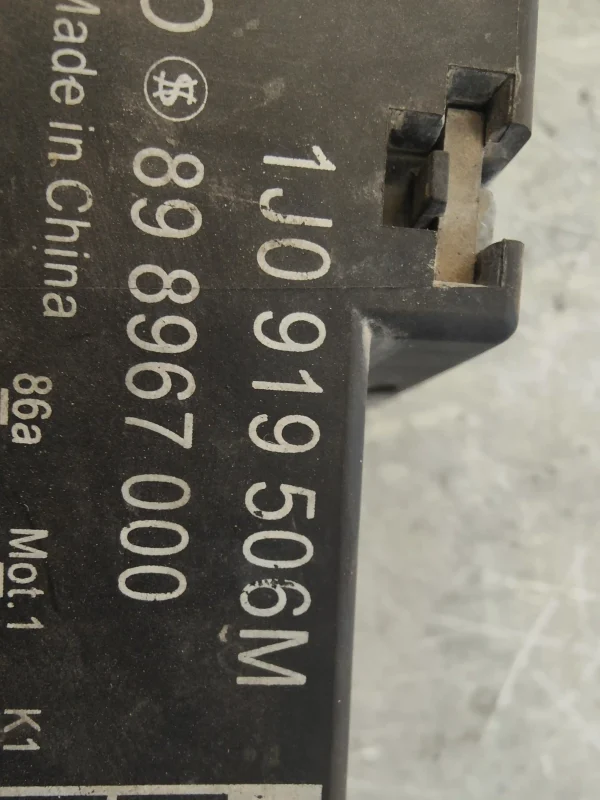 1J0 919 506M
89 8967 000
Made in China
86a Mot.1 K1